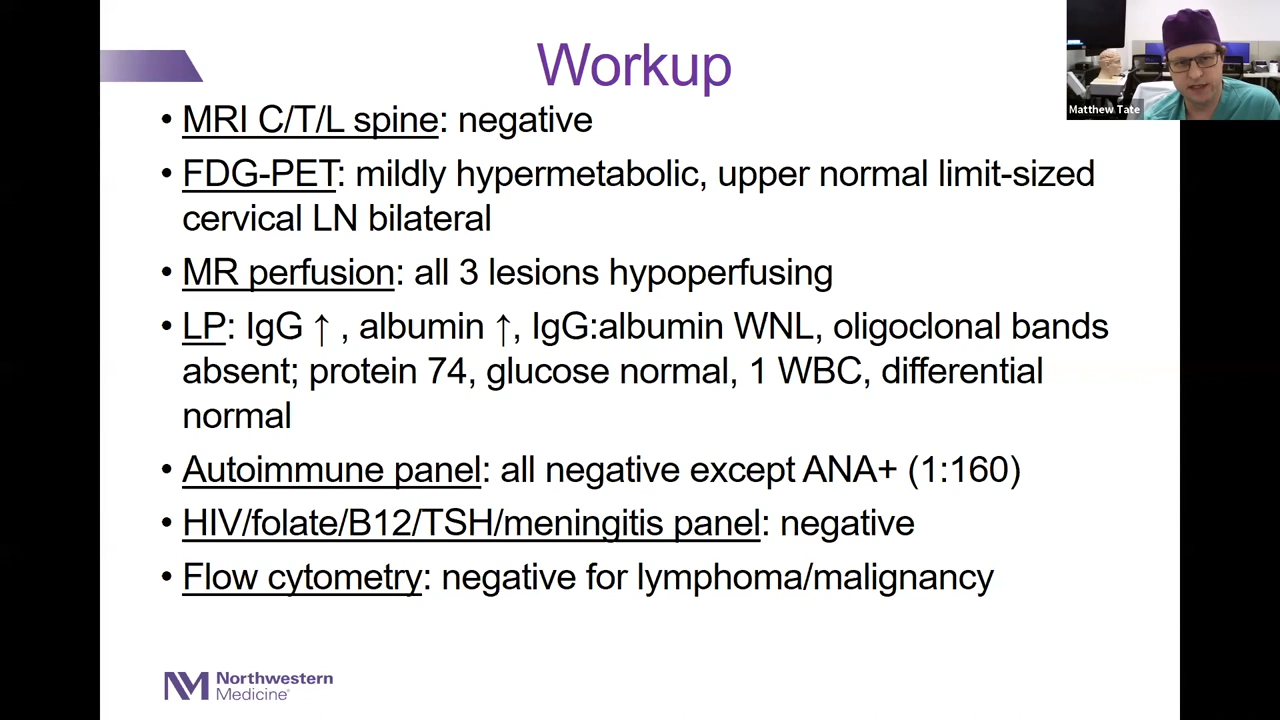 Workup
Matthew Tate
• MRI C/T/L spine: negative
• FDG-PET: mildly hypermetabolic, upper normal limit-sized
cervical LN bilateral
• MR perfusion: all 3 lesions hypoperfusing
• LP: IgG ↑ , albumin ↑, IgG:albumin WNL, oligoclonal bands
absent; protein 74, glucose normal, 1 WBC, differential
normal
• Autoimmune panel: all negative except ANA+ (1:160)
• HIV/folate/B12/TSH/meningitis panel: negative
• Flow cytometry: negative for lymphoma/malignancy
NM Northwestern
Medicine®